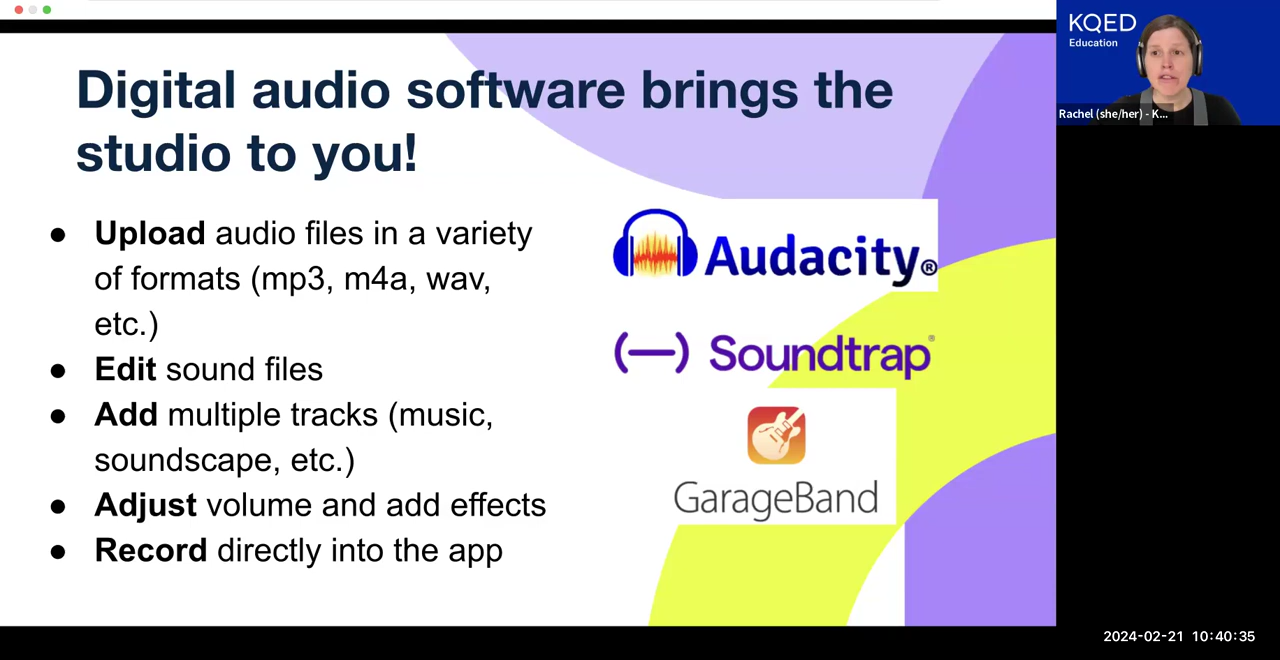 Digital audio software brings the
studio to you!
● Upload audio files in a variety
of formats (mp3, m4a, wav,
etc.)
● Edit sound files
● Add multiple tracks (music,
soundscape, etc.)
● Adjust volume and add effects
● Record directly into the app
Audacity®
Soundtrap®
GarageBand
KQED
Education
Rachel (she/her) - K...
2024-02-21 10:40:35